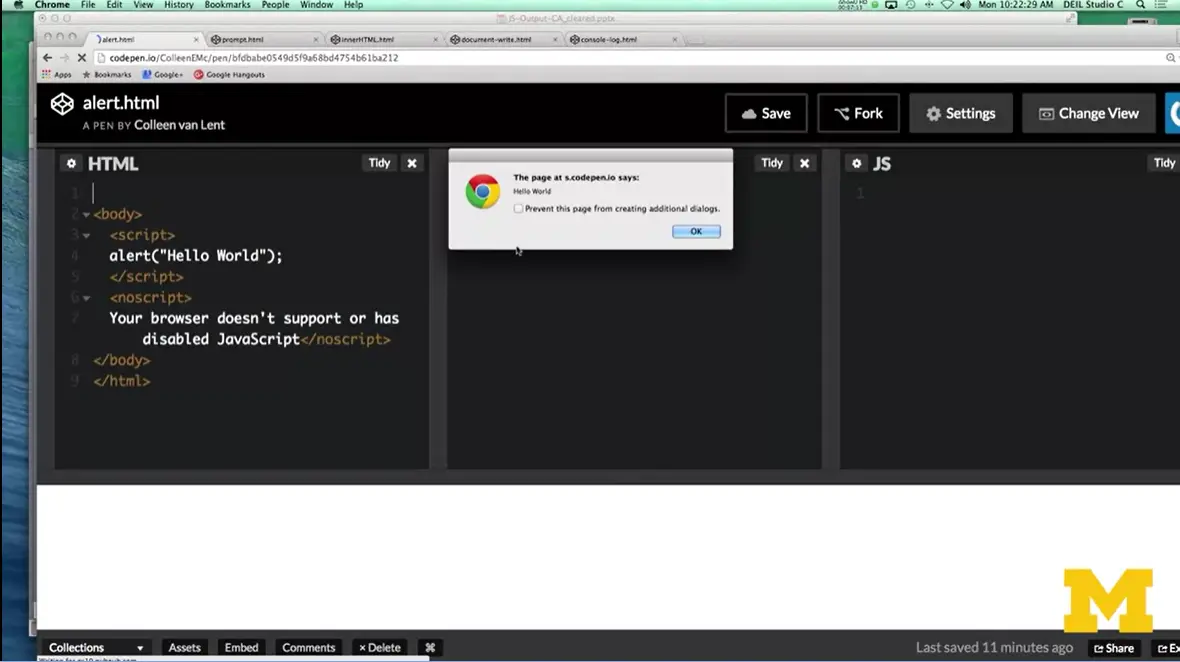 Chrome File Edit View History Bookmarks People Window Help
Mon 10:22:29 AM DEIL Studio C
JS-Output-CA_cleared.pptx
alert.html
prompt.html
innerHTML.html
document-write.html
console-log.html
codepen.io/ColleenEMc/pen/bfdbabe0549d5f9a68bd4754b61ba212
Apps Bookmarks Google+ Google Hangouts
alert.html
A PEN BY Colleen van Lent
Save Fork Settings Change View
HTML Tidy
Tidy
JS Tidy
The page at s.codepen.io says:
Hello World
Prevent this page from creating additional dialogs.
OK
1
2 <body>
3 <script>
4 alert("Hello World");
5 </script>
6 <noscript>
7 Your browser doesn't support or has
disabled JavaScript</noscript>
8 </body>
9 </html>
1
M
Collections Assets Embed Comments × Delete ⌘
Last saved 11 minutes ago Share Ex